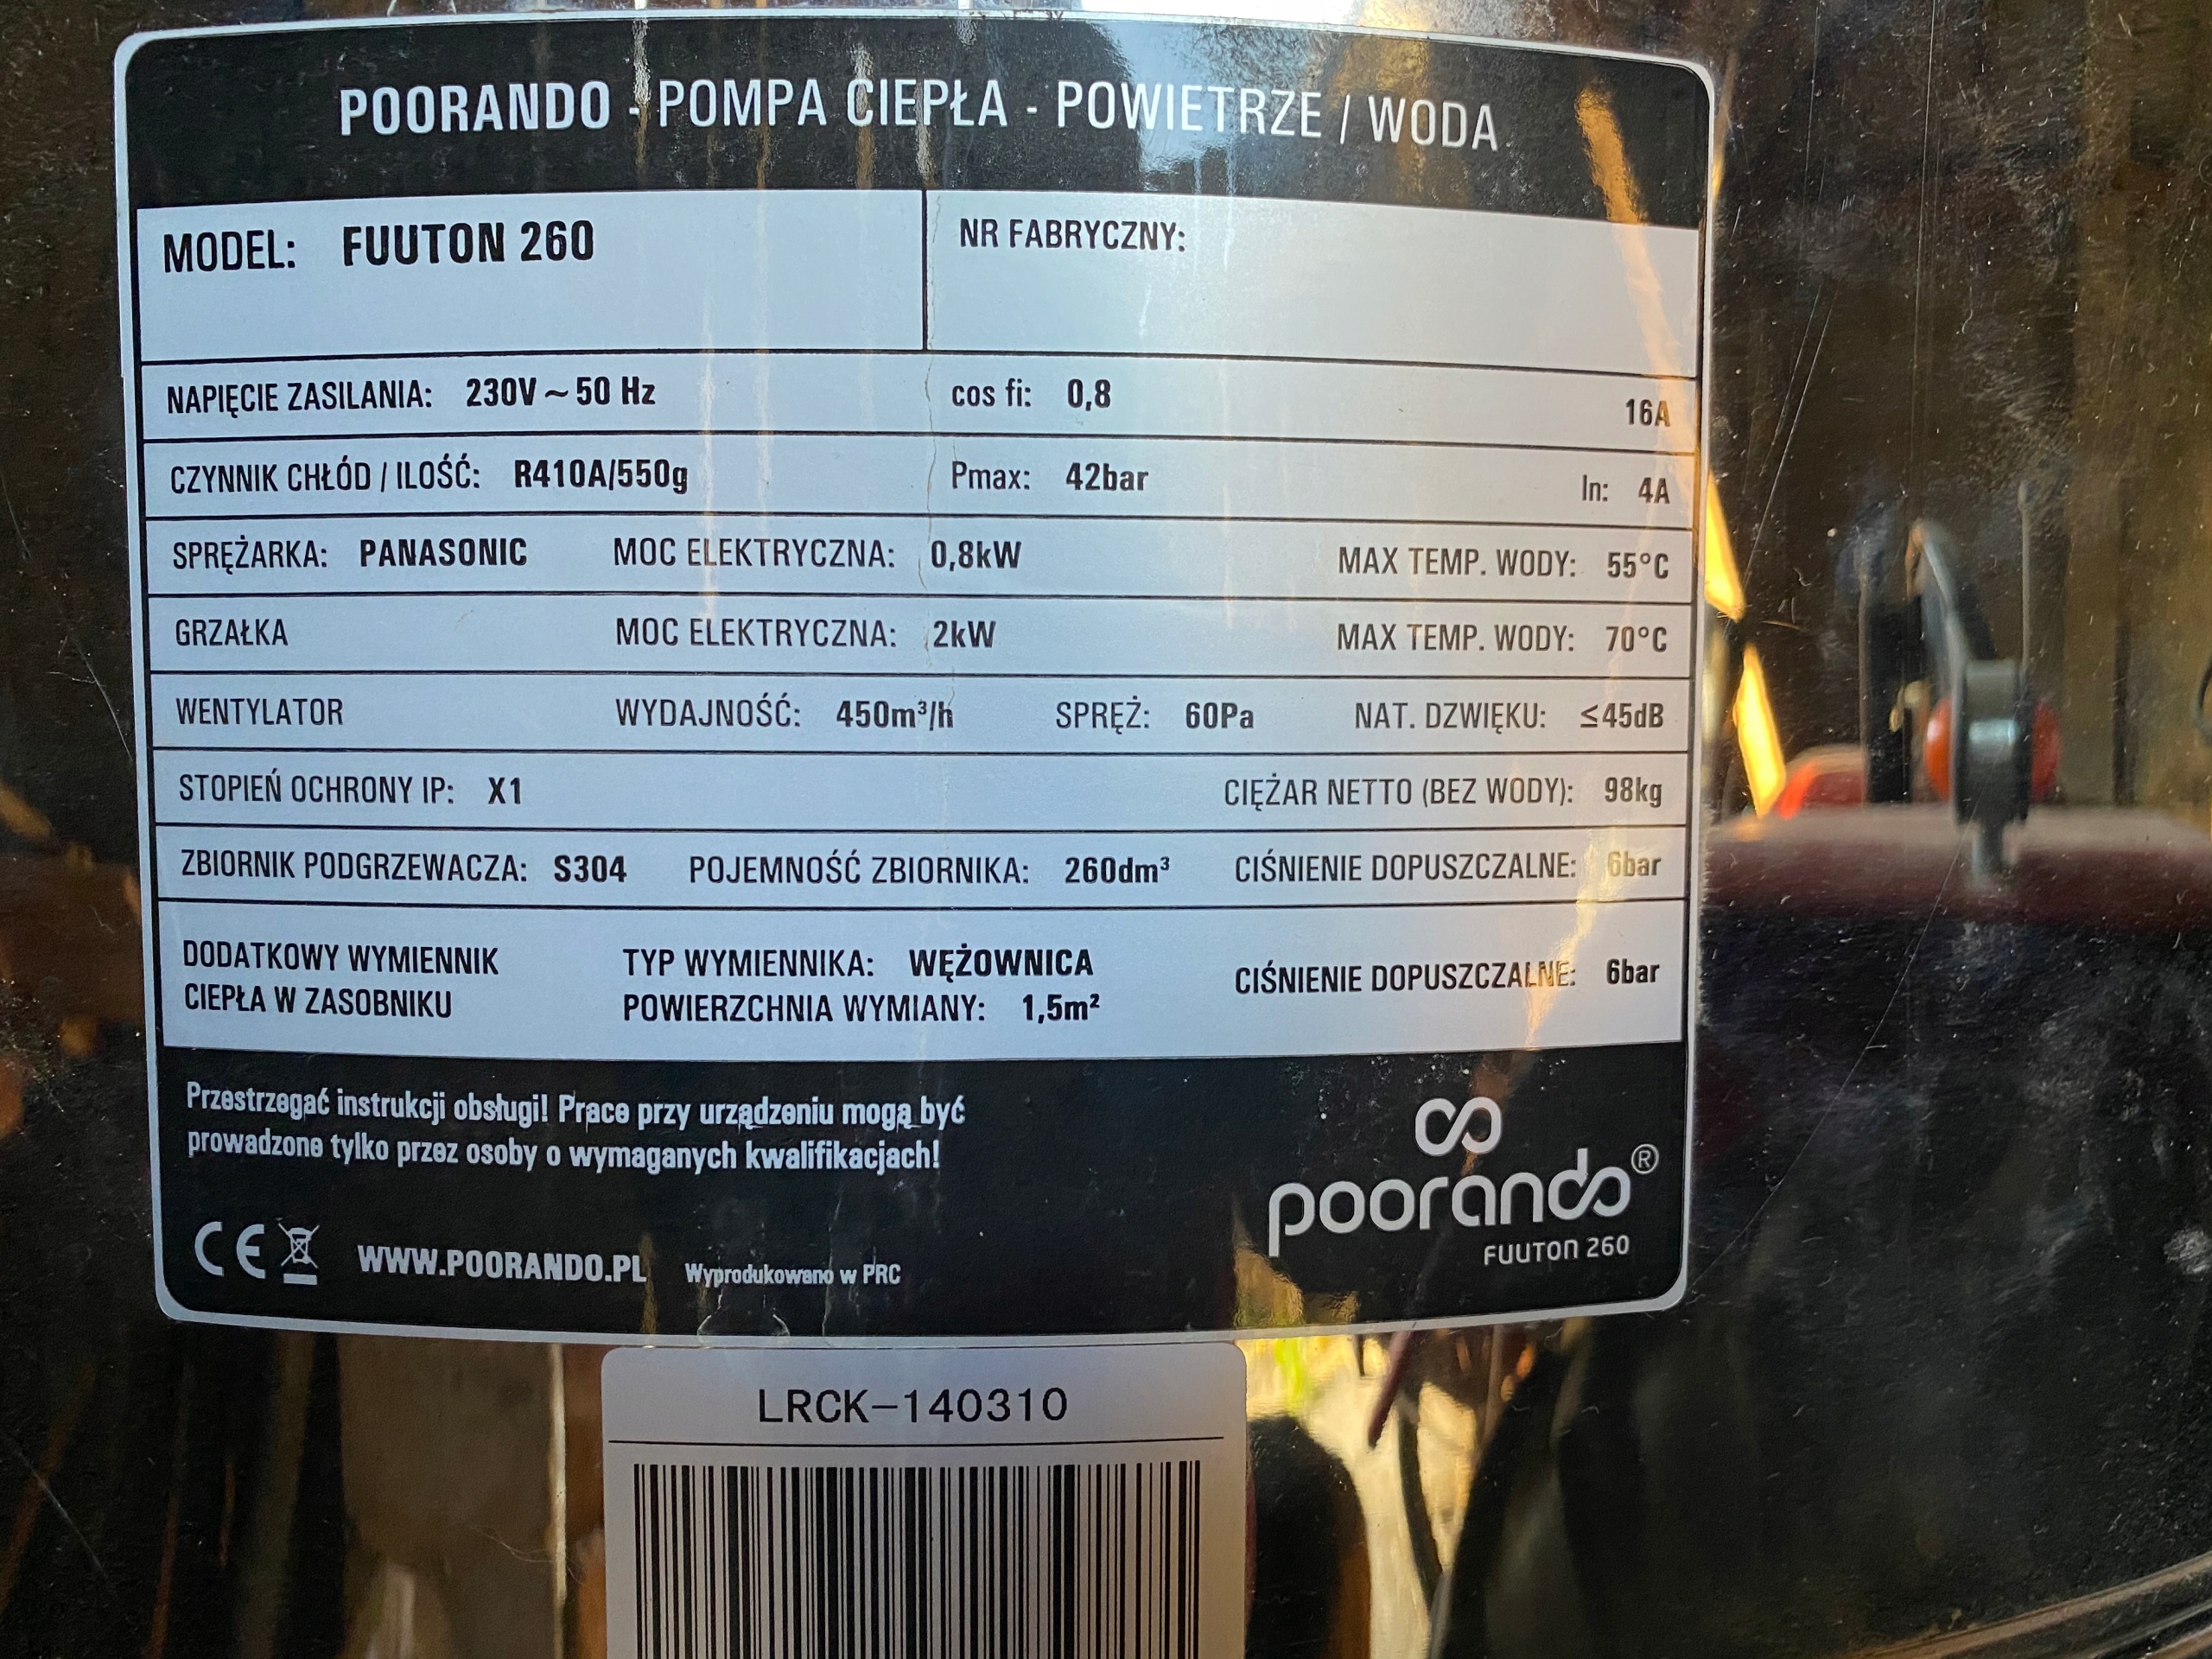 POORANDO - POMPA CIEPŁA - POWIETRZE / WODA
MODEL: FUUTON 260
NR FABRYCZNY:
NAPIĘCIE ZASILANIA: 230V ~ 50 Hz cos fi: 0,8 16A
CZYNNIK CHŁÓD / ILOŚĆ: R410A/550g Pmax: 42bar In: 4A
SPRĘŻARKA: PANASONIC MOC ELEKTRYCZNA: 0,8kW MAX TEMP. WODY: 55°C
GRZAŁKA MOC ELEKTRYCZNA: 2kW MAX TEMP. WODY: 70°C
WENTYLATOR WYDAJNOŚĆ: 450m³/h SPRĘŻ: 60Pa NAT. DZWIĘKU: ≤45dB
STOPIEŃ OCHRONY IP: X1 CIĘŻAR NETTO (BEZ WODY): 98kg
ZBIORNIK PODGRZEWACZA: S304 POJEMNOŚĆ ZBIORNIKA: 260dm³ CIŚNIENIE DOPUSZCZALNE: 6bar
DODATKOWY WYMIENNIK
CIEPŁA W ZASOBNIKU
TYP WYMIENNIKA: WĘŻOWNICA
POWIERZCHNIA WYMIANY: 1,5m²
CIŚNIENIE DOPUSZCZALNE: 6bar
Przestrzegać instrukcji obsługi! Prace przy urządzeniu mogą być
prowadzone tylko przez osoby o wymaganych kwalifikacjach!
CE WWW.POORANDO.PL Wyprodukowano w PRC
poorando®
FUUTON 260
LRCK-140310